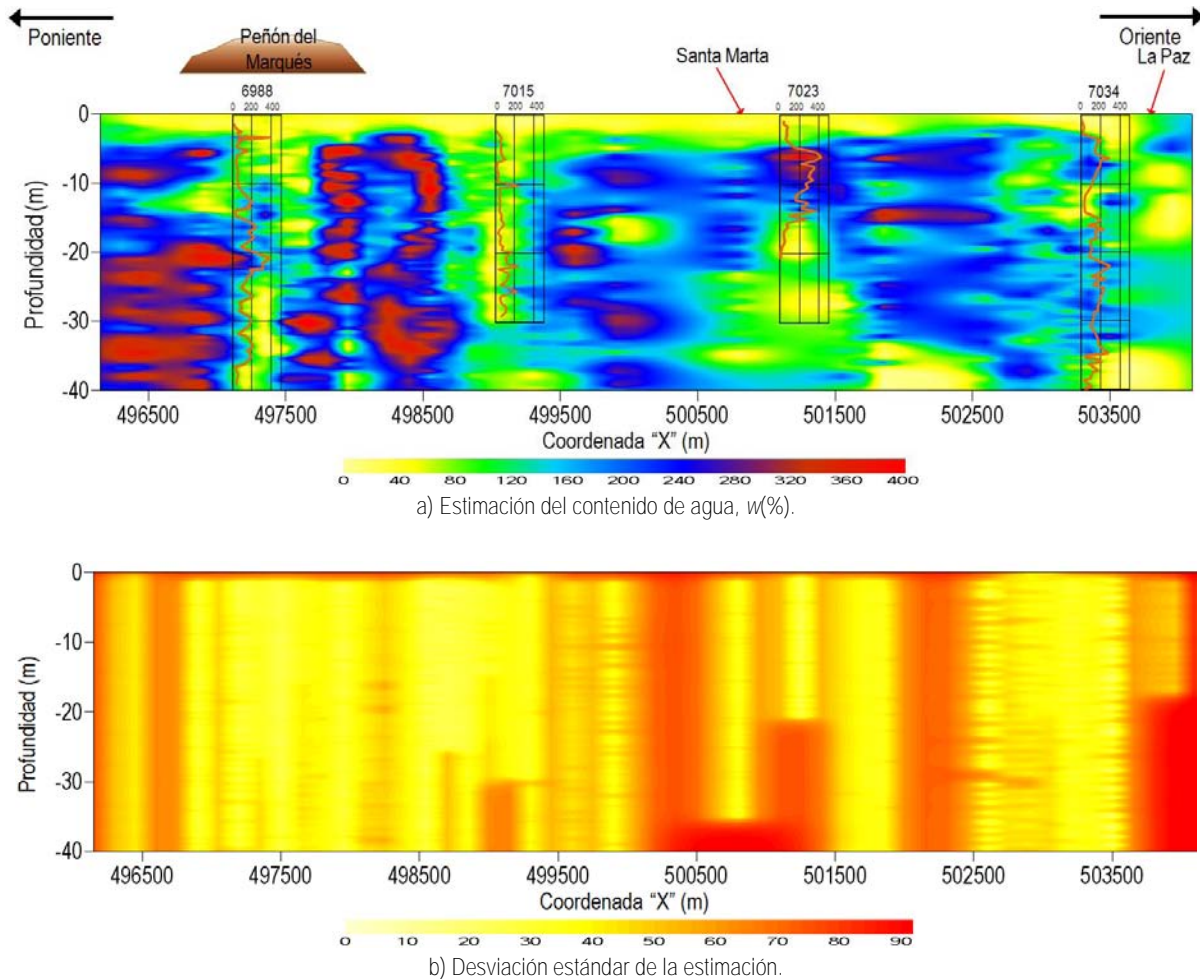 Poniente
Peñón del
Marqués
Santa Marta
Oriente
La Paz
6988
0 200 400
7015
0 200 400
7023
0 200 400
7034
0 200 400
Profundidad (m)
0
-10
-20
-30
-40
496500 497500 498500 499500 500500 501500 502500 503500
Coordenada "X" (m)
0 40 80 120 160 200 240 280 320 360 400
a) Estimación del contenido de agua, w(%).
Profundidad (m)
0
-10
-20
-30
-40
496500 497500 498500 499500 500500 501500 502500 503500
Coordenada "X" (m)
0 10 20 30 40 50 60 70 80 90
b) Desviación estándar de la estimación.